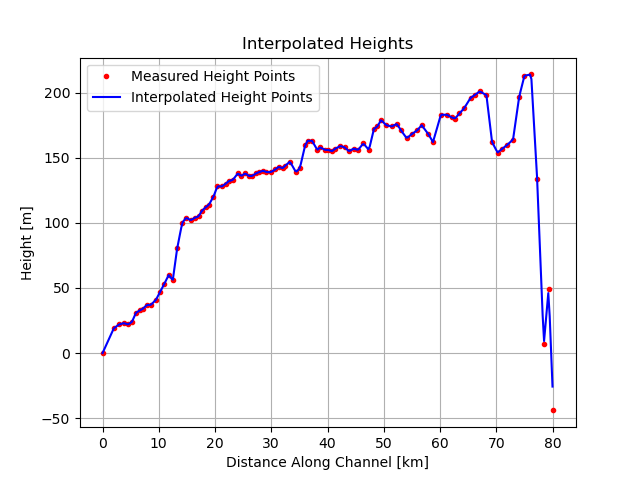 Interpolated Heights
Measured Height Points
Interpolated Height Points
Height [m]
200
150
100
50
0
−50
0 10 20 30 40 50 60 70 80
Distance Along Channel [km]